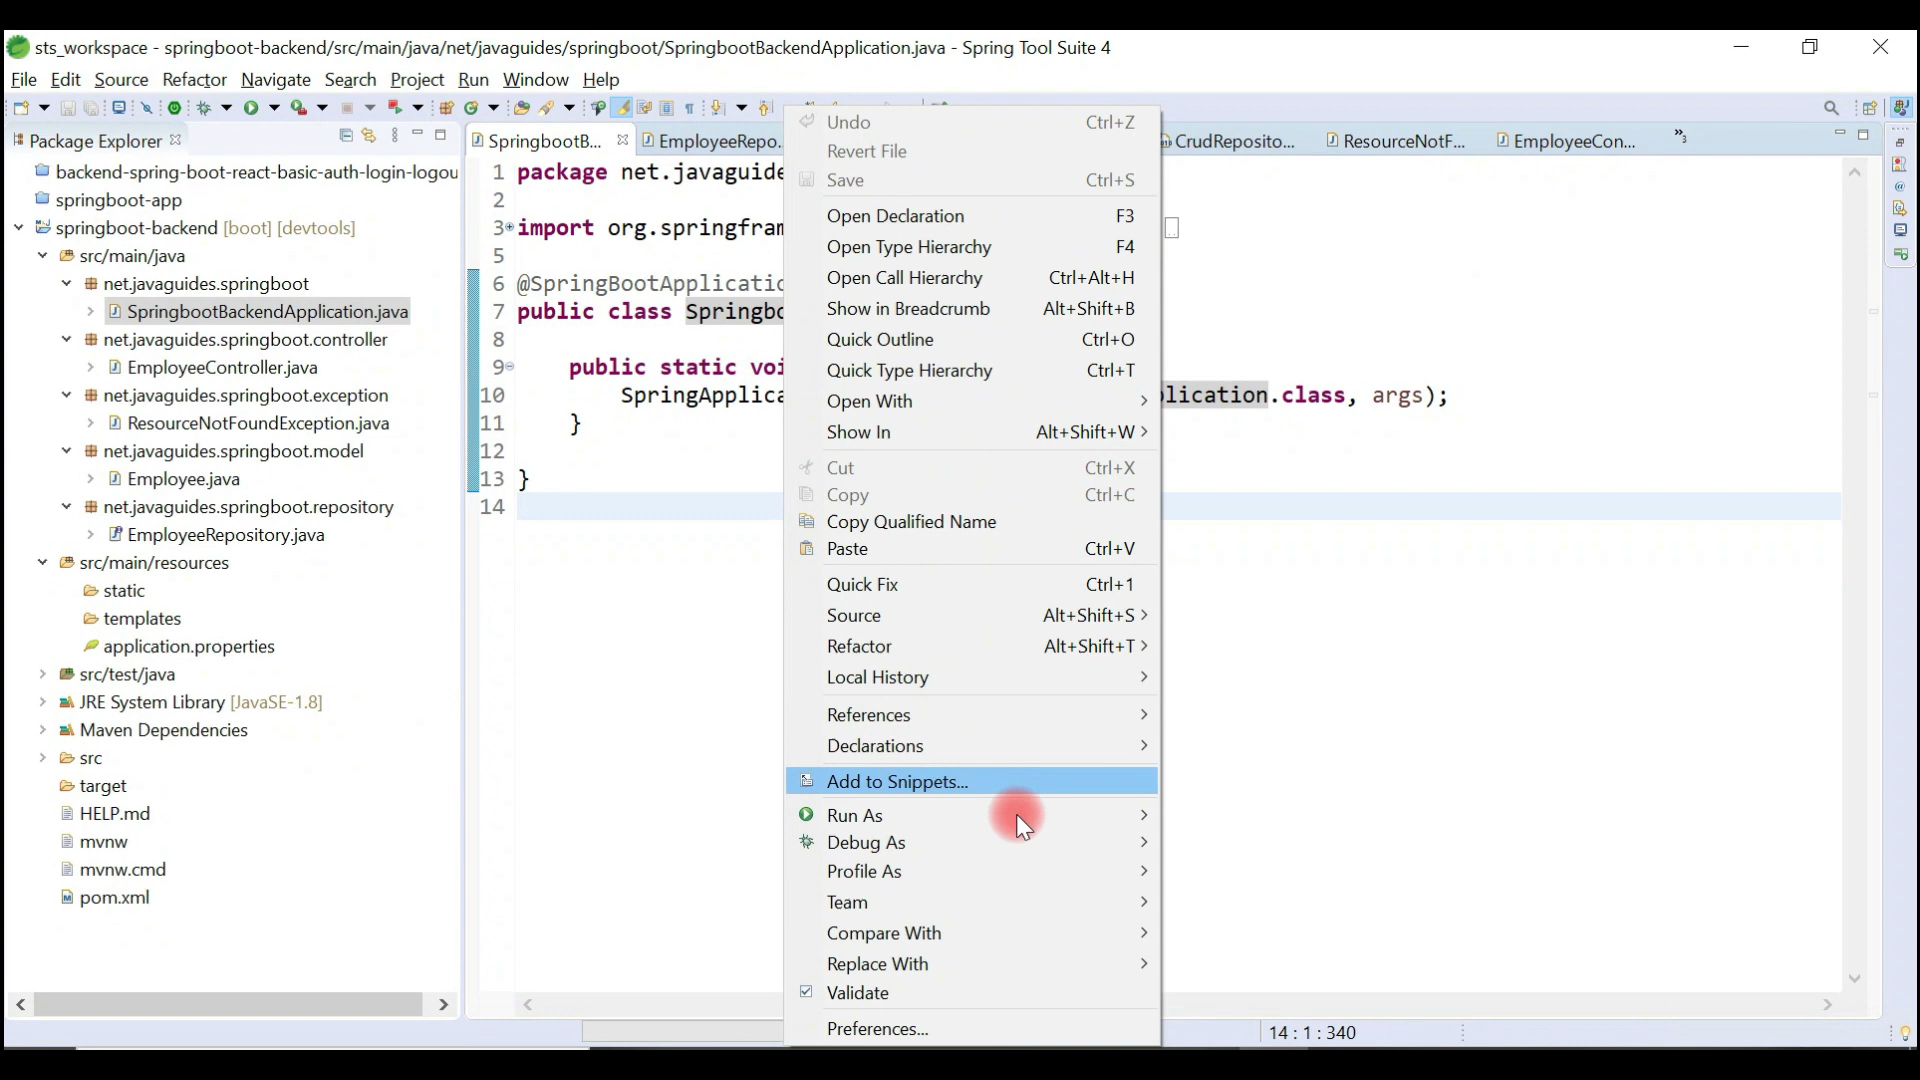 sts_workspace - springboot-backend/src/main/java/net/javaguides/springboot/SpringbootBackendApplication.java - Spring Tool Suite 4
File Edit Source Refactor Navigate Search Project Run Window Help
Package Explorer
SpringbootB...
EmployeeRepo.
CrudReposito...
ResourceNotF...
EmployeeCon...
»3
backend-spring-boot-react-basic-auth-login-logou
springboot-app
springboot-backend [boot] [devtools]
src/main/java
net.javaguides.springboot
SpringbootBackendApplication.java
net.javaguides.springboot.controller
EmployeeController.java
net.javaguides.springboot.exception
ResourceNotFoundException.java
net.javaguides.springboot.model
Employee.java
net.javaguides.springboot.repository
EmployeeRepository.java
src/main/resources
static
templates
application.properties
src/test/java
JRE System Library [JavaSE-1.8]
Maven Dependencies
src
target
HELP.md
mvnw
mvnw.cmd
pom.xml
1 package net.javaguide
2
3 import org.springfram
5
6 @SpringBootApplicatic
7 public class Springbo
8
9 public static voi
10 SpringApplica lication.class, args);
11 }
12
13 }
14
Undo Ctrl+Z
Revert File
Save Ctrl+S
Open Declaration F3
Open Type Hierarchy F4
Open Call Hierarchy Ctrl+Alt+H
Show in Breadcrumb Alt+Shift+B
Quick Outline Ctrl+O
Quick Type Hierarchy Ctrl+T
Open With
Show In Alt+Shift+W
Cut Ctrl+X
Copy Ctrl+C
Copy Qualified Name
Paste Ctrl+V
Quick Fix Ctrl+1
Source Alt+Shift+S
Refactor Alt+Shift+T
Local History
References
Declarations
Add to Snippets...
Run As
Debug As
Profile As
Team
Compare With
Replace With
Validate
Preferences...
14 : 1 : 340